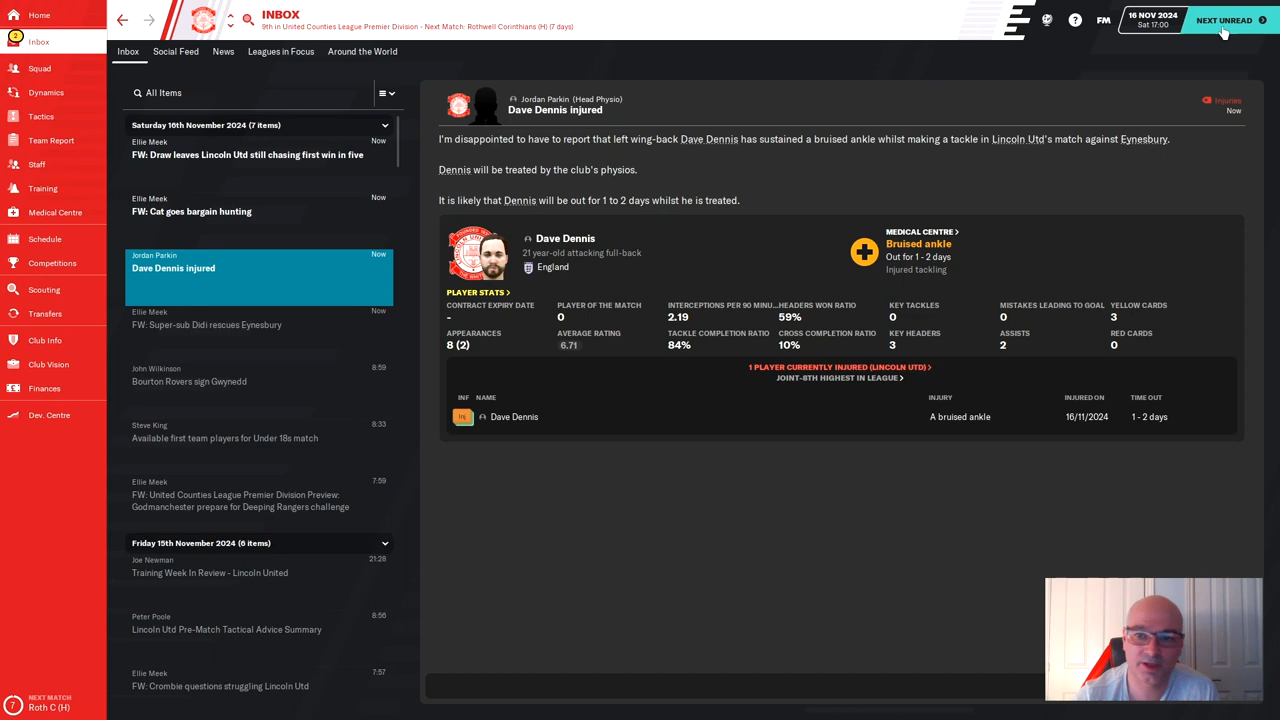 Home
INBOX
9th in United Counties League Premier Division - Next Match: Rothwell Corinthians (H) (7 days)
?
FM
16 NOV 2024
Sat 17:00
NEXT UNREAD
2
Inbox
Squad
Dynamics
Tactics
Team Report
Staff
Training
Medical Centre
Schedule
Competitions
Scouting
Transfers
Club Info
Club Vision
Finances
Dev. Centre
7
NEXT MATCH
Roth C (H)
Inbox
Social Feed
News
Leagues in Focus
Around the World
All Items
Saturday 16th November 2024 (7 items)
Ellie Meek
Now
FW: Draw leaves Lincoln Utd still chasing first win in five
Ellie Meek
Now
FW: Cat goes bargain hunting
Jordan Parkin
Now
Dave Dennis injured
Ellie Meek
Now
FW: Super-sub Didi rescues Eynesbury
John Wilkinson
8:59
Bourton Rovers sign Gwynedd
Steve King
8:33
Available first team players for Under 18s match
Ellie Meek
7:59
FW: United Counties League Premier Division Preview:
Godmanchester prepare for Deeping Rangers challenge
Friday 15th November 2024 (6 items)
Joe Newman
21:28
Training Week In Review - Lincoln United
Peter Poole
8:56
Lincoln Utd Pre-Match Tactical Advice Summary
Ellie Meek
7:57
FW: Crombie questions struggling Lincoln Utd
Jordan Parkin (Head Physio)
Dave Dennis injured
Injuries
Now
I'm disappointed to have to report that left wing-back Dave Dennis has sustained a bruised ankle whilst making a tackle in Lincoln Utd's match against Eynesbury.
Dennis will be treated by the club's physios.
It is likely that Dennis will be out for 1 to 2 days whilst he is treated.
Dave Dennis
21 year-old attacking full-back
England
MEDICAL CENTRE >
Bruised ankle
Out for 1 - 2 days
Injured tackling
PLAYER STATS >
CONTRACT EXPIRY DATE
-
PLAYER OF THE MATCH
0
INTERCEPTIONS PER 90 MINU...
2.19
HEADERS WON RATIO
59%
KEY TACKLES
0
MISTAKES LEADING TO GOAL
0
YELLOW CARDS
3
APPEARANCES
8 (2)
AVERAGE RATING
6.71
TACKLE COMPLETION RATIO
84%
CROSS COMPLETION RATIO
10%
KEY HEADERS
3
ASSISTS
2
RED CARDS
0
1 PLAYER CURRENTLY INJURED (LINCOLN UTD) >
JOINT-8TH HIGHEST IN LEAGUE >
INF
NAME
INJURY
INJURED ON
TIME OUT
Inj
Dave Dennis
A bruised ankle
16/11/2024
1 - 2 days